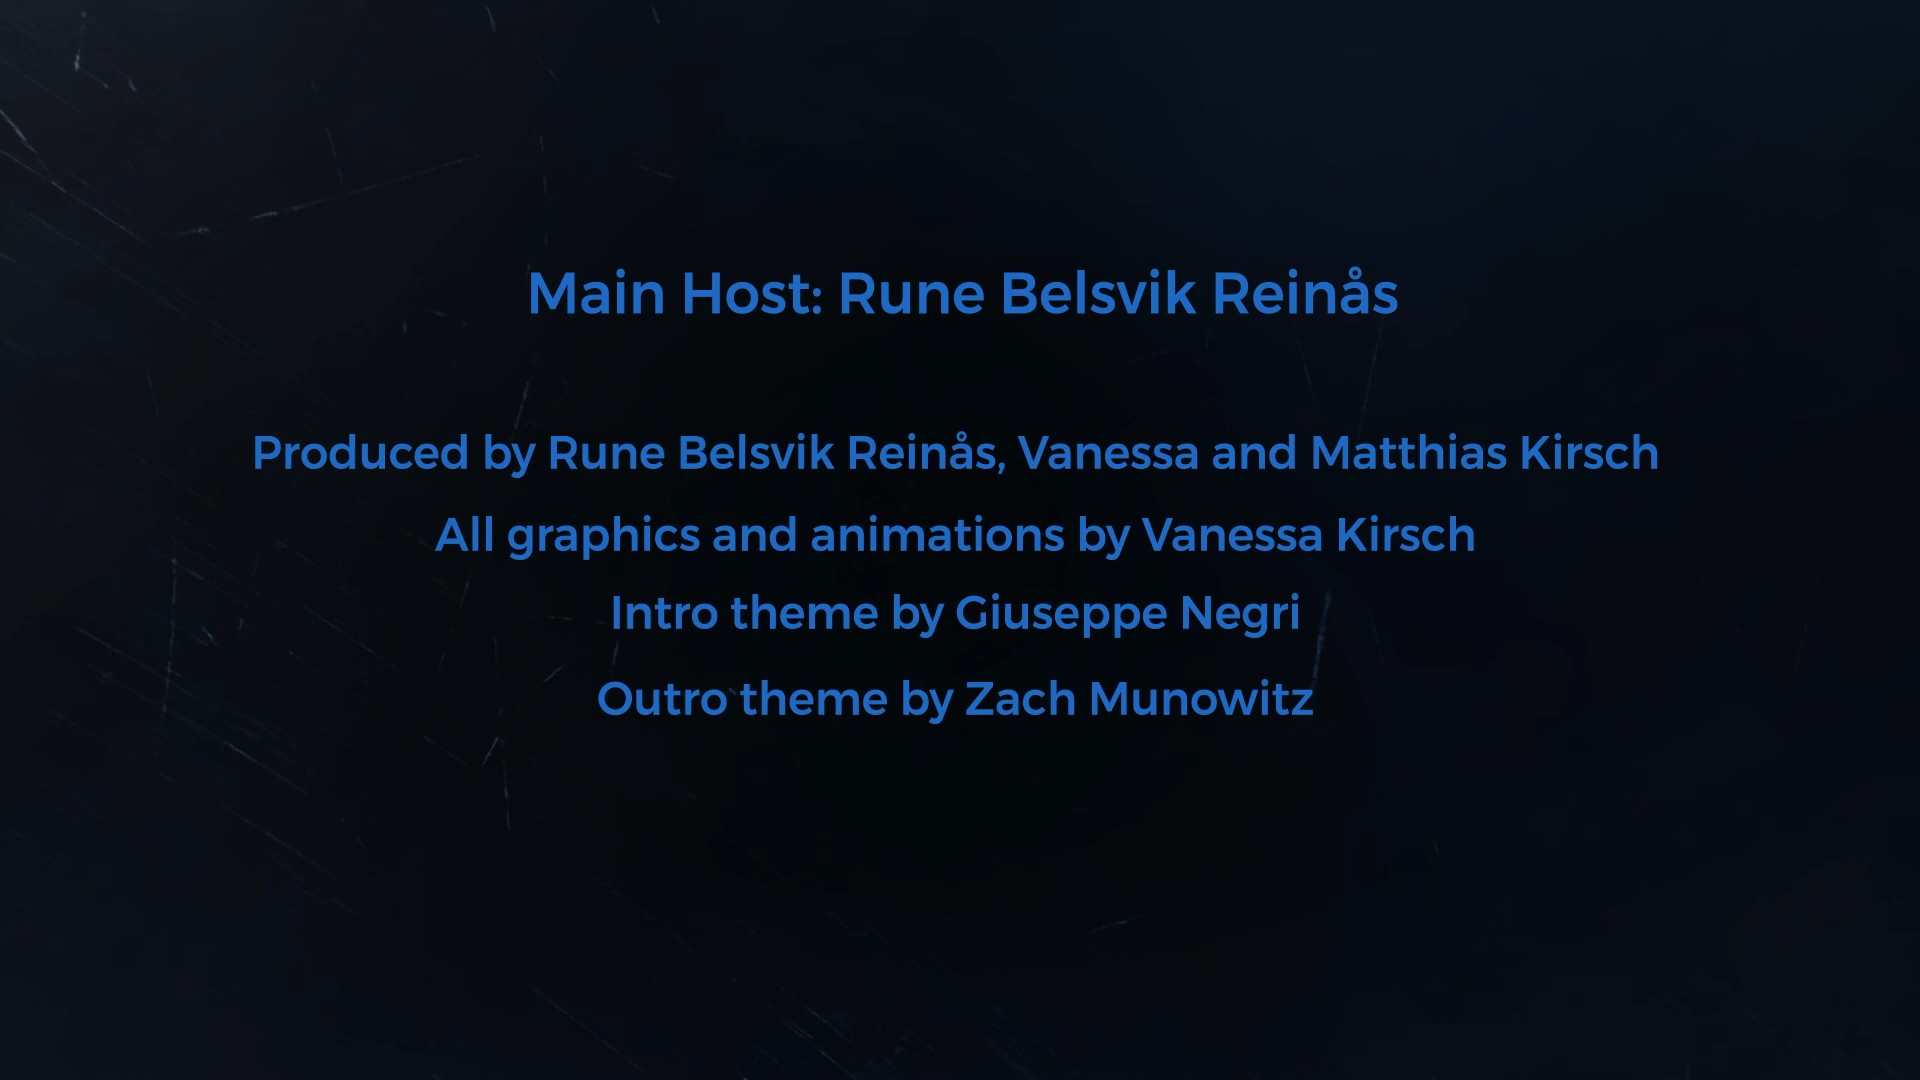 Main Host: Rune Belsvik Reinås
Produced by Rune Belsvik Reinås, Vanessa and Matthias Kirsch
All graphics and animations by Vanessa Kirsch
Intro theme by Giuseppe Negri
Outro theme by Zach Munowitz